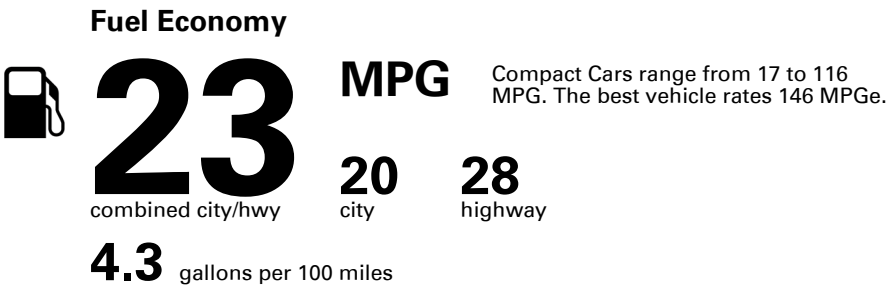 Fuel Economy
23 MPG
Compact Cars range from 17 to 116
MPG. The best vehicle rates 146 MPGe.
combined city/hwy
20
city
28
highway
4.3 gallons per 100 miles